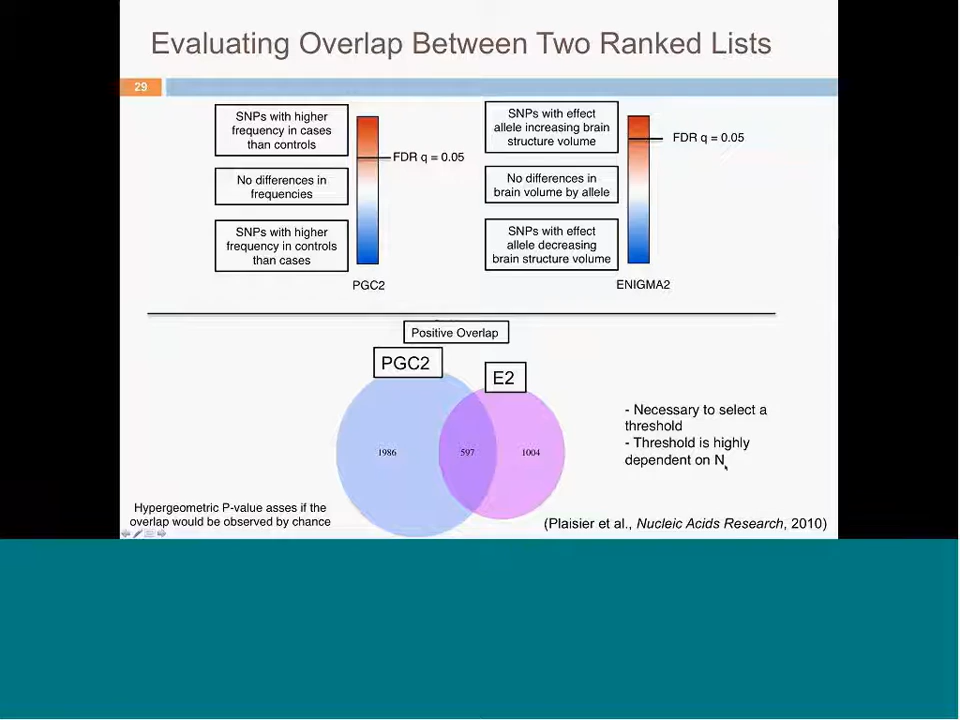 Evaluating Overlap Between Two Ranked Lists
29
SNPs with higher
frequency in cases
than controls
FDR q = 0.05
No differences in
frequencies
SNPs with higher
frequency in controls
than cases
PGC2
SNPs with effect
allele increasing brain
structure volume
FDR q = 0.05
No differences in
brain volume by allele
SNPs with effect
allele decreasing
brain structure volume
ENIGMA2
Positive Overlap
PGC2
E2
1986
597
1004
- Necessary to select a
threshold
- Threshold is highly
dependent on N
Hypergeometric P-value asses if the
overlap would be observed by chance
(Plaisier et al., Nucleic Acids Research, 2010)